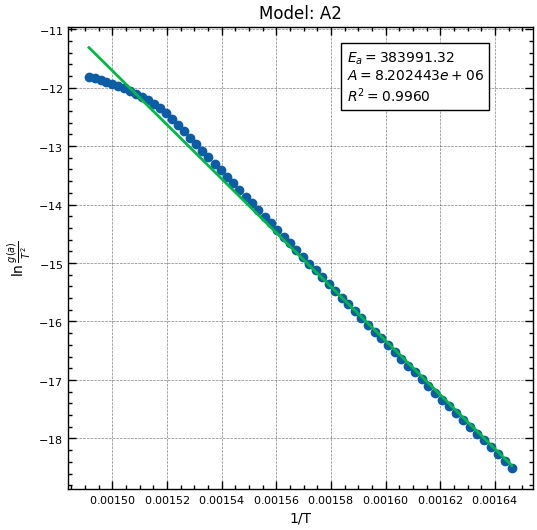 Model: A2
E_a = 383991.32
A = 8.202443e + 06
R² = 0.9960
ln g(a)/T²
−11
−12
−13
−14
−15
−16
−17
−18
0.00150 0.00152 0.00154 0.00156 0.00158 0.00160 0.00162 0.00164
1/T